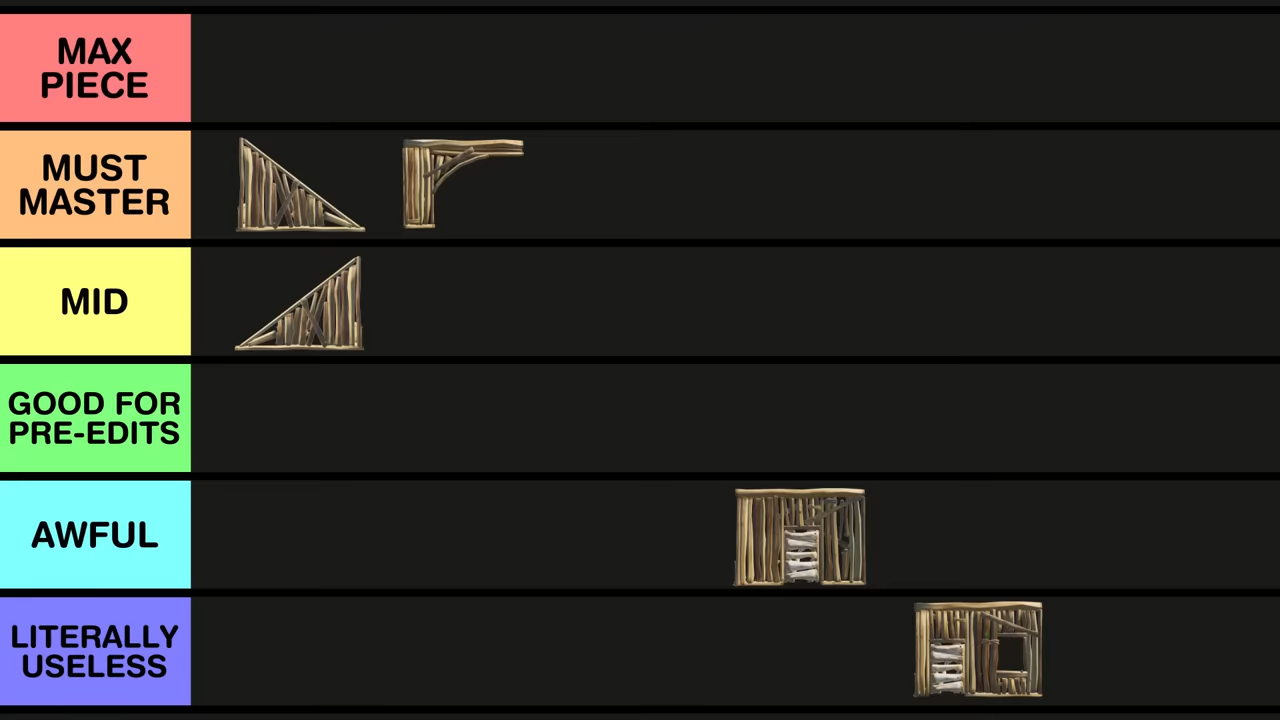 MAX
PIECE
MUST
MASTER
MID
GOOD FOR
PRE-EDITS
AWFUL
LITERALLY
USELESS